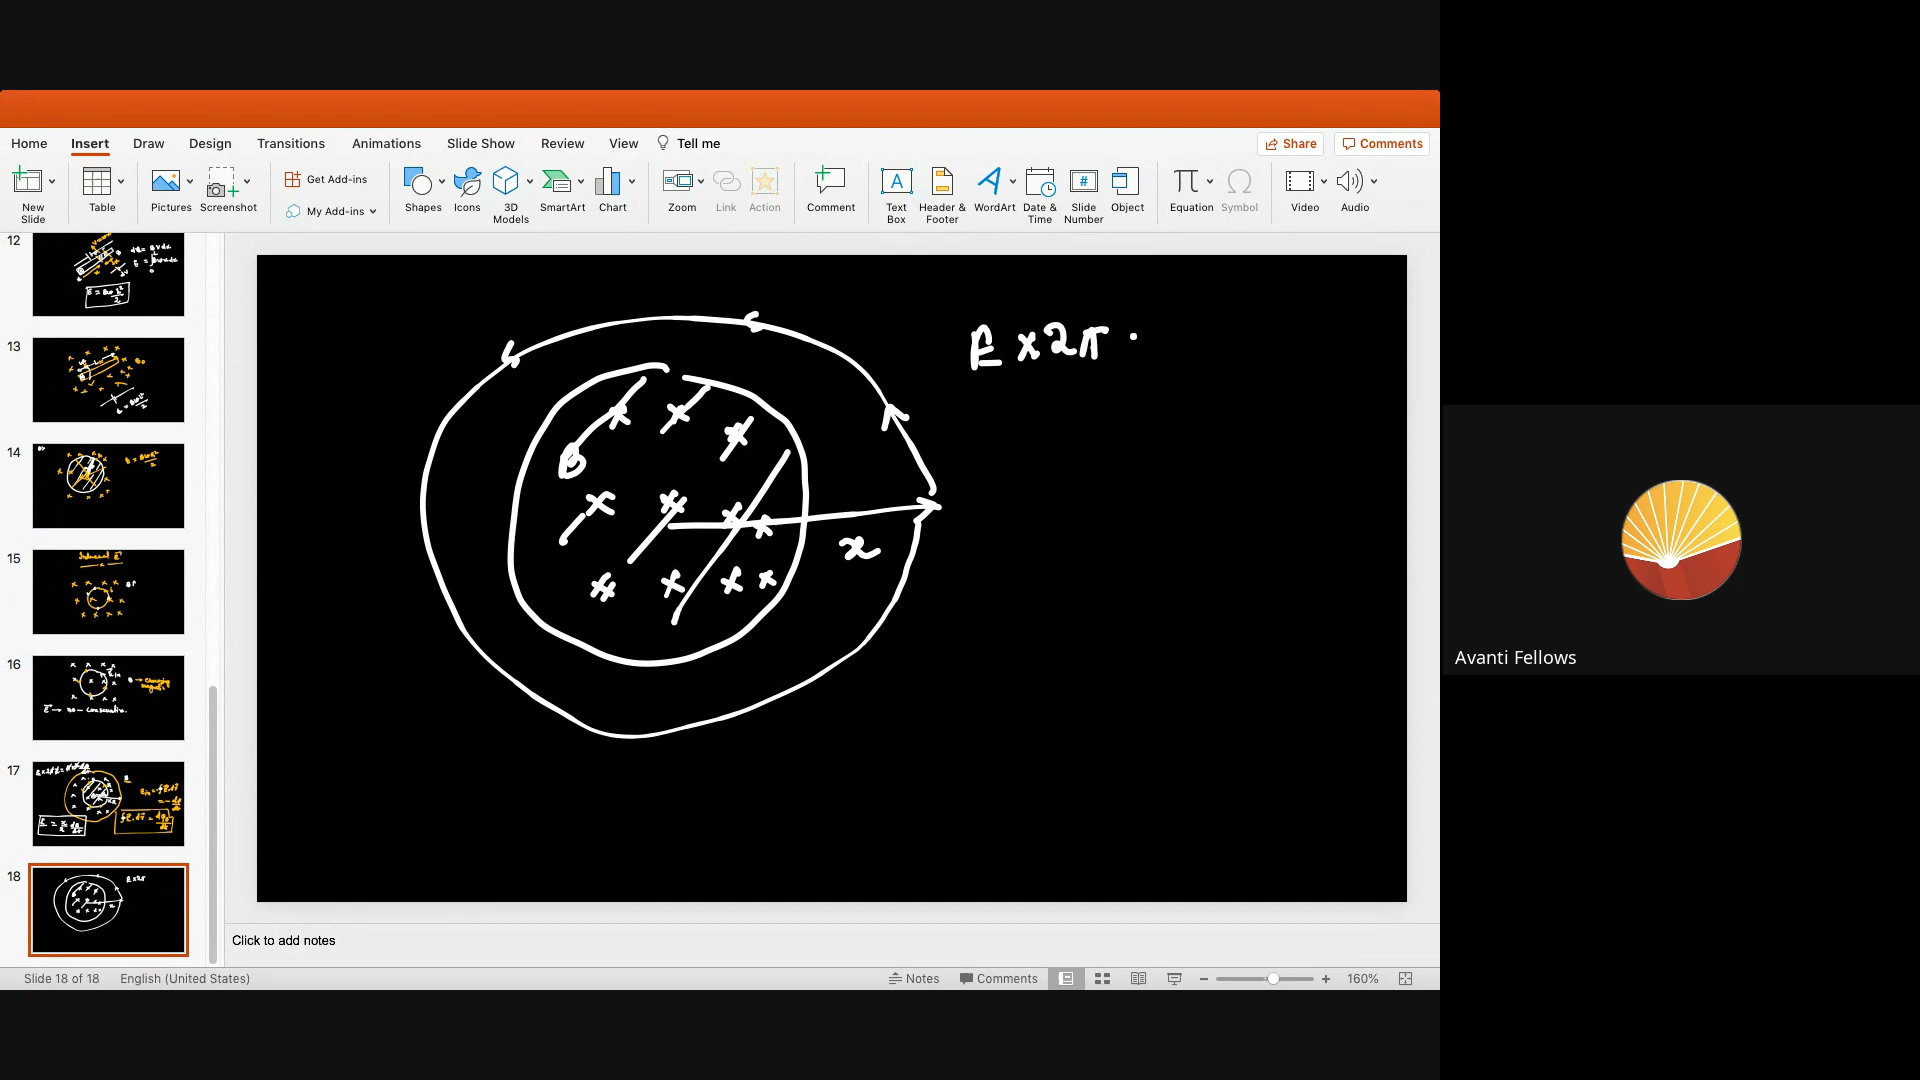 Home Insert Draw Design Transitions Animations Slide Show Review View Tell me Share Comments
New Slide Table Pictures Screenshot Get Add-ins My Add-ins Shapes Icons 3D Models SmartArt Chart Zoom Link Action Comment Text Box Header & Footer WordArt Date & Time Slide Number Object Equation Symbol Video Audio
12
13
14
15
16
17
18
E × 2π
B
x
Avanti Fellows
Click to add notes
Slide 18 of 18 English (United States) Notes Comments 160%